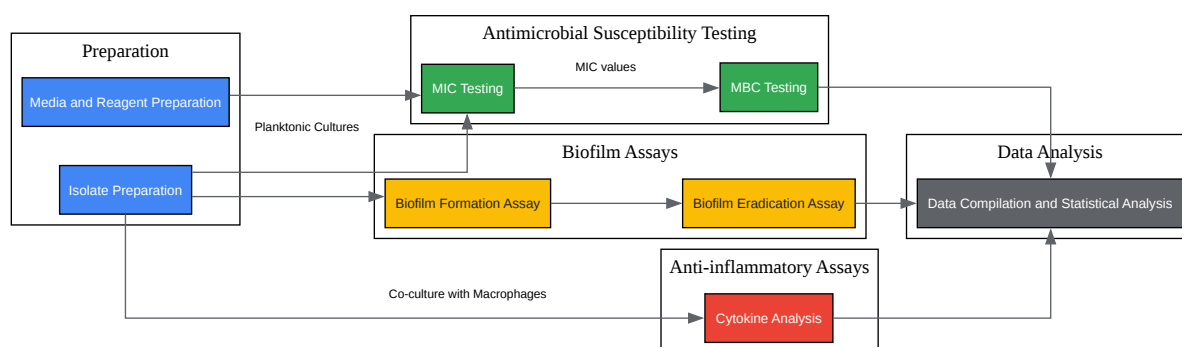 Preparation
Media and Reagent Preparation
Isolate Preparation
Planktonic Cultures
Antimicrobial Susceptibility Testing
MIC Testing
MIC values
MBC Testing
Biofilm Assays
Biofilm Formation Assay
Biofilm Eradication Assay
Data Analysis
Data Compilation and Statistical Analysis
Anti-inflammatory Assays
Co-culture with Macrophages
Cytokine Analysis